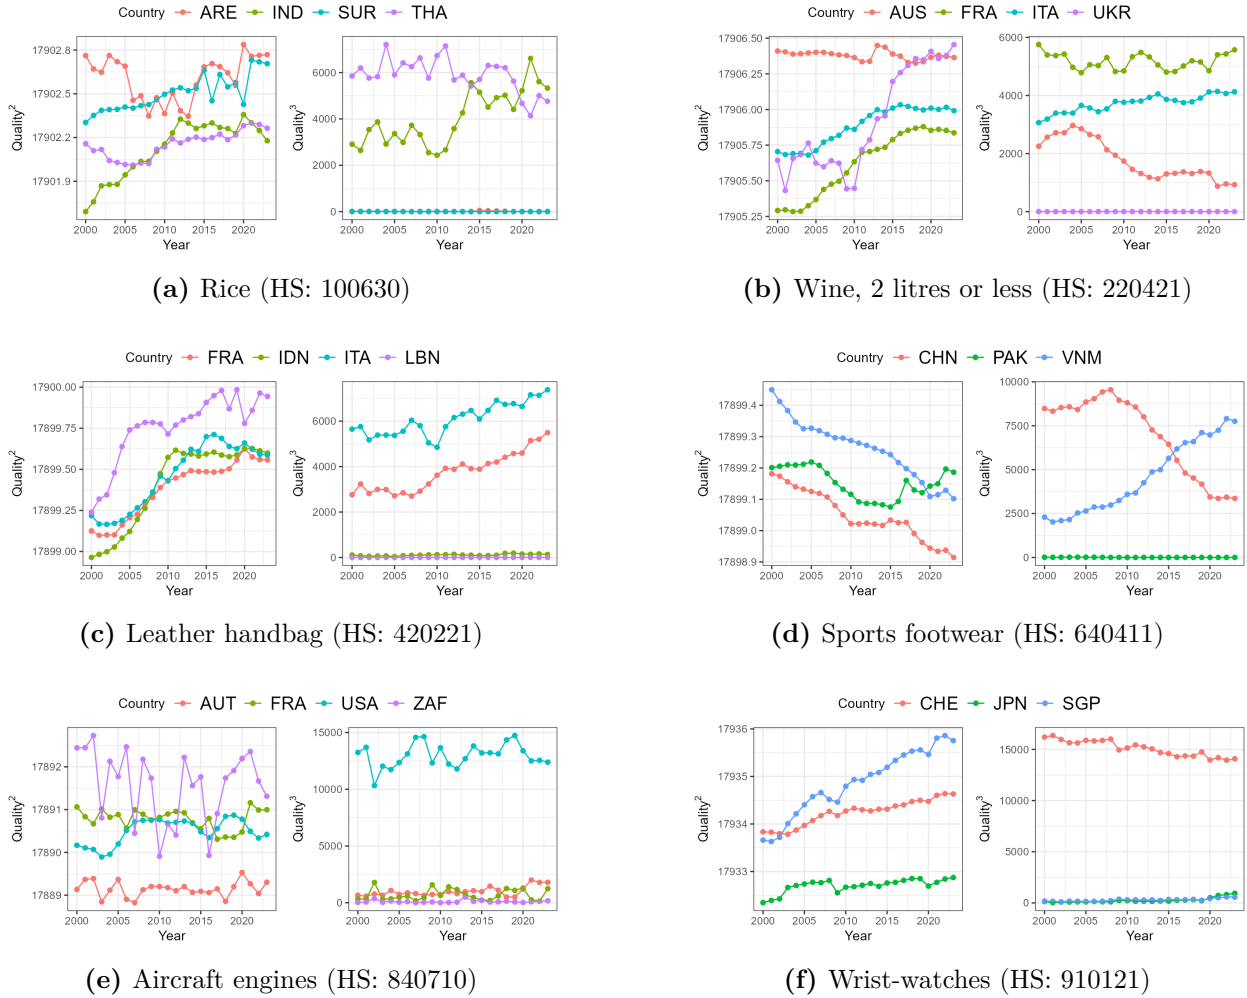 Country ARE IND SUR THA
Quality2
17902.8
17902.5
17902.2
17901.9
2000 2005 2010 2015 2020
Year
Quality3
6000
4000
2000
0
2000 2005 2010 2015 2020
Year
(a) Rice (HS: 100630)
Country AUS FRA ITA UKR
Quality2
17906.50
17906.25
17906.00
17905.75
17905.50
17905.25
2000 2005 2010 2015 2020
Year
Quality3
6000
4000
2000
0
2000 2005 2010 2015 2020
Year
(b) Wine, 2 litres or less (HS: 220421)
Country FRA IDN ITA LBN
Quality2
17900.00
17899.75
17899.50
17899.25
17899.00
2000 2005 2010 2015 2020
Year
Quality3
6000
4000
2000
0
2000 2005 2010 2015 2020
Year
(c) Leather handbag (HS: 420221)
Country CHN PAK VNM
Quality2
17899.4
17899.3
17899.2
17899.1
17899.0
17898.9
2000 2005 2010 2015 2020
Year
Quality3
10000
7500
5000
2500
0
2000 2005 2010 2015 2020
Year
(d) Sports footwear (HS: 640411)
Country AUT FRA USA ZAF
Quality2
17892
17891
17890
17889
2000 2005 2010 2015 2020
Year
Quality3
15000
10000
5000
0
2000 2005 2010 2015 2020
Year
(e) Aircraft engines (HS: 840710)
Country CHE JPN SGP
Quality2
17936
17935
17934
17933
2000 2005 2010 2015 2020
Year
Quality3
15000
10000
5000
0
2000 2005 2010 2015 2020
Year
(f) Wrist-watches (HS: 910121)